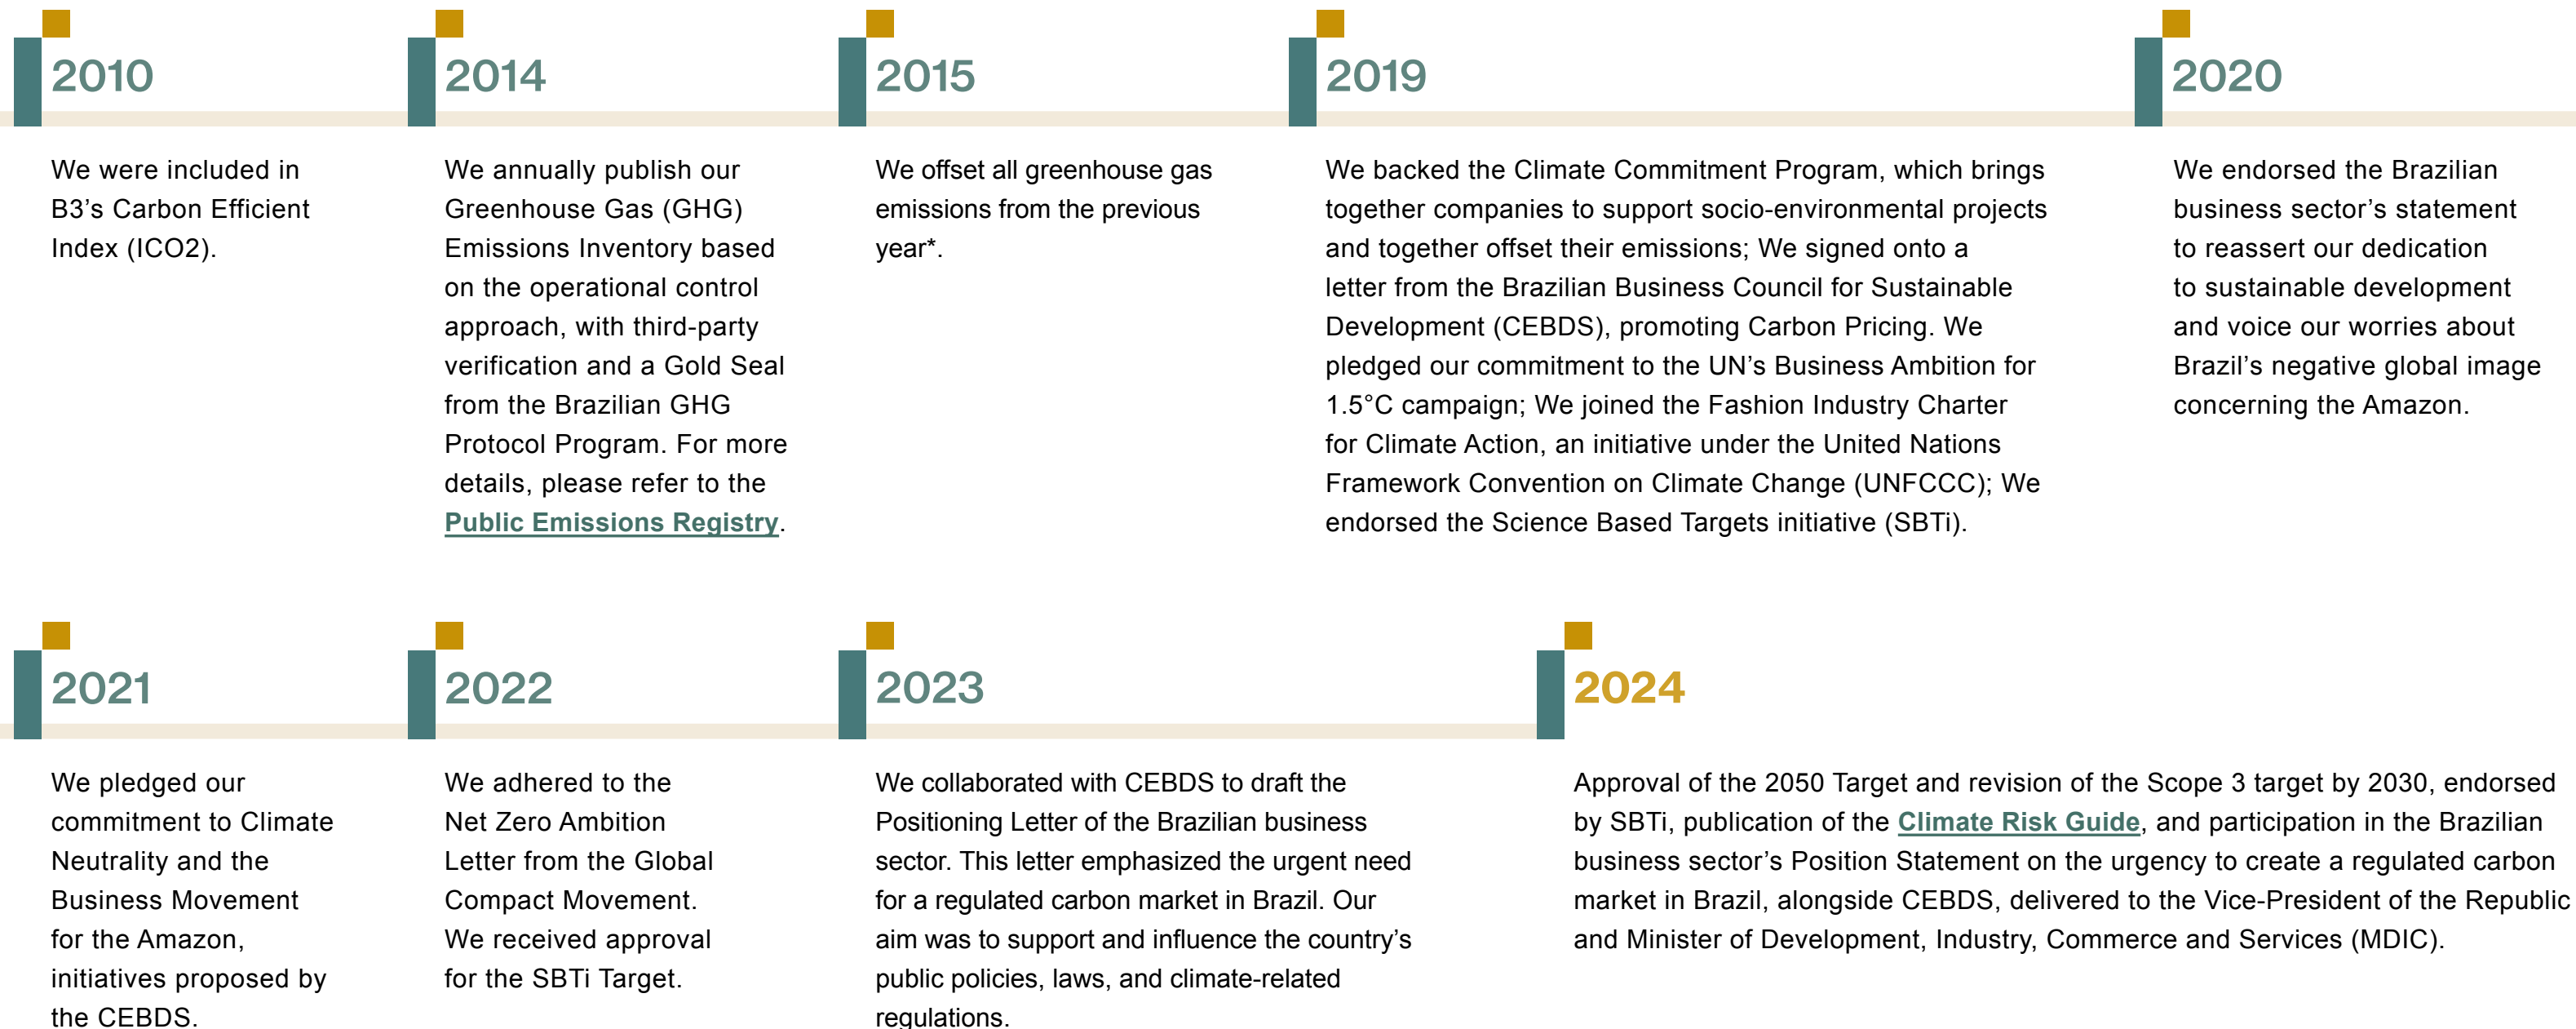 2010
We were included in
B3’s Carbon Efficient
Index (ICO2).
2014
We annually publish our
Greenhouse Gas (GHG)
Emissions Inventory based
on the operational control
approach, with third-party
verification and a Gold Seal
from the Brazilian GHG
Protocol Program. For more
details, please refer to the
Public Emissions Registry.
2015
We offset all greenhouse gas
emissions from the previous
year*.
2019
We backed the Climate Commitment Program, which brings
together companies to support socio-environmental projects
and together offset their emissions; We signed onto a
letter from the Brazilian Business Council for Sustainable
Development (CEBDS), promoting Carbon Pricing. We
pledged our commitment to the UN’s Business Ambition for
1.5°C campaign; We joined the Fashion Industry Charter
for Climate Action, an initiative under the United Nations
Framework Convention on Climate Change (UNFCCC); We
endorsed the Science Based Targets initiative (SBTi).
2020
We endorsed the Brazilian
business sector’s statement
to reassert our dedication
to sustainable development
and voice our worries about
Brazil’s negative global image
concerning the Amazon.
2021
We pledged our
commitment to Climate
Neutrality and the
Business Movement
for the Amazon,
initiatives proposed by
the CEBDS.
2022
We adhered to the
Net Zero Ambition
Letter from the Global
Compact Movement.
We received approval
for the SBTi Target.
2023
We collaborated with CEBDS to draft the
Positioning Letter of the Brazilian business
sector. This letter emphasized the urgent need
for a regulated carbon market in Brazil. Our
aim was to support and influence the country’s
public policies, laws, and climate-related
regulations.
2024
Approval of the 2050 Target and revision of the Scope 3 target by 2030, endorsed
by SBTi, publication of the Climate Risk Guide, and participation in the Brazilian
business sector’s Position Statement on the urgency to create a regulated carbon
market in Brazil, alongside CEBDS, delivered to the Vice-President of the Republic
and Minister of Development, Industry, Commerce and Services (MDIC).